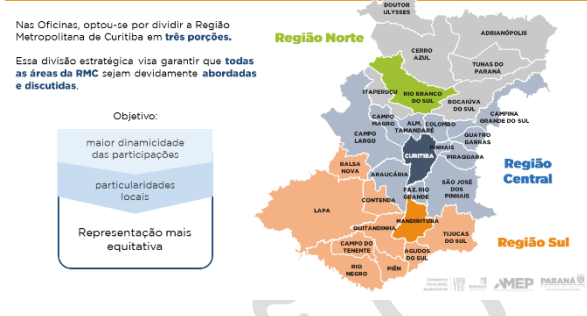 Nas Oficinas, optou-se por dividir a Região
Metropolitana de Curitiba em três porções.
Essa divisão estratégica visa garantir que todas
as áreas da RMC sejam devidamente abordadas
e discutidas.
Objetivo:
maior dinamicidade
das participações
particularidades
locais
Representação mais
equitativa
Região Norte
DOUTOR
ULYSSES
ADRIANÓPOLIS
CERRO
AZUL
TUNAS DO
PARANÁ
ITAPERUÇU
RIO BRANCO
DO SUL
BOCAIÚVA
DO SUL
CAMPO
MAGRO
ALM.
TAMANDARÉ
COLOMBO
CAMPINA
GRANDE DO SUL
CAMPO
LARGO
QUATRO
BARRAS
PINHAIS
CURITIBA
PIRAQUARA
Região
Central
BALSA
NOVA
ARAUCÁRIA
SÃO JOSÉ
DOS
PINHAIS
FAZ. RIO
GRANDE
CONTENDA
LAPA
MANDIRITUBA
QUITANDINHA
TIJUCAS
DO SUL
Região Sul
CAMPO DO
TENENTE
AGUDOS
DO SUL
RIO
NEGRO
PIÊN
URB
TEC
AMEP
PARANÁ